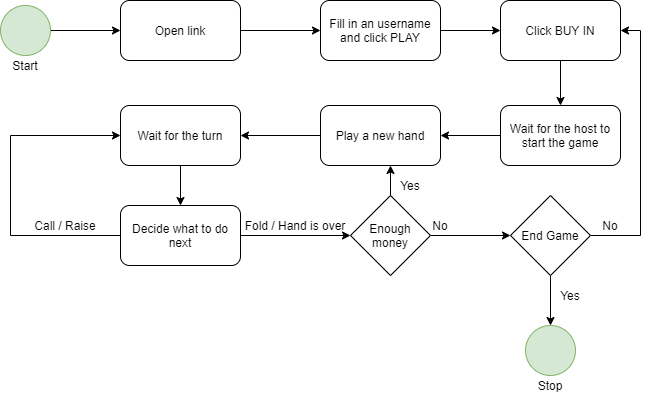 Start
Open link
Fill in an username
and click PLAY
Click BUY IN
Wait for the turn
Play a new hand
Wait for the host to
start the game
Call / Raise
Decide what to do
next
Fold / Hand is over
Enough
money
Yes
No
End Game
No
Yes
Stop